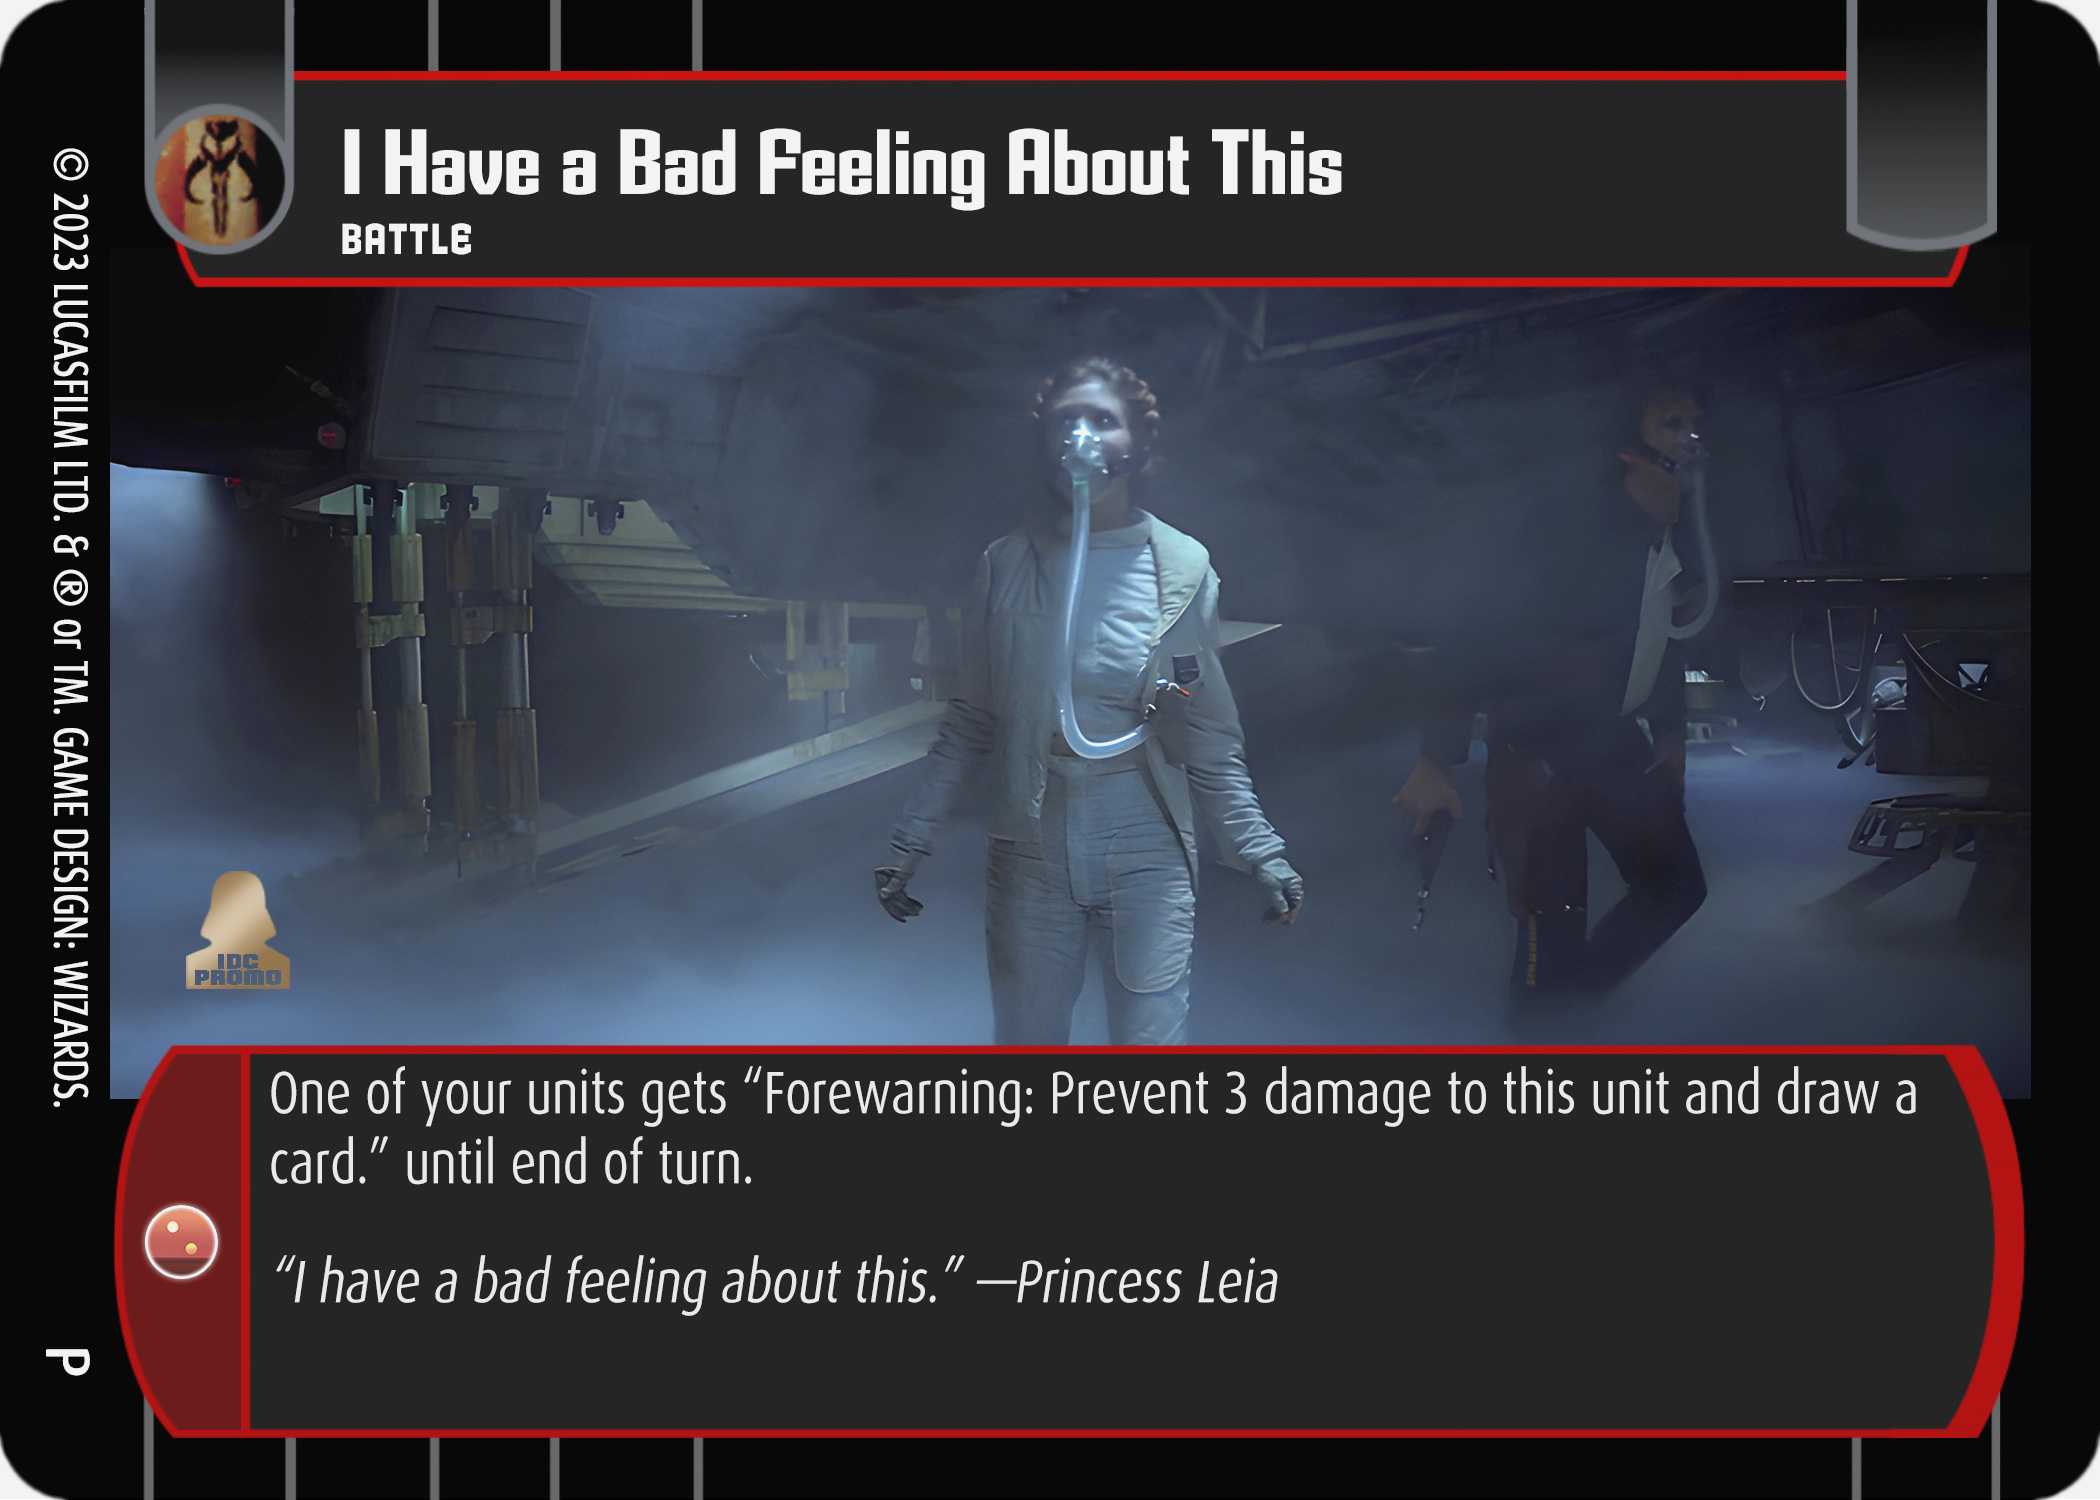 I Have a Bad Feeling About This
BATTLE
© 2023 LUCASFILM LTD. & ® or TM. GAME DESIGN: WIZARDS.
IDC
PROMO
One of your units gets “Forewarning: Prevent 3 damage to this unit and draw a
card.” until end of turn.
“I have a bad feeling about this.” —Princess Leia
P